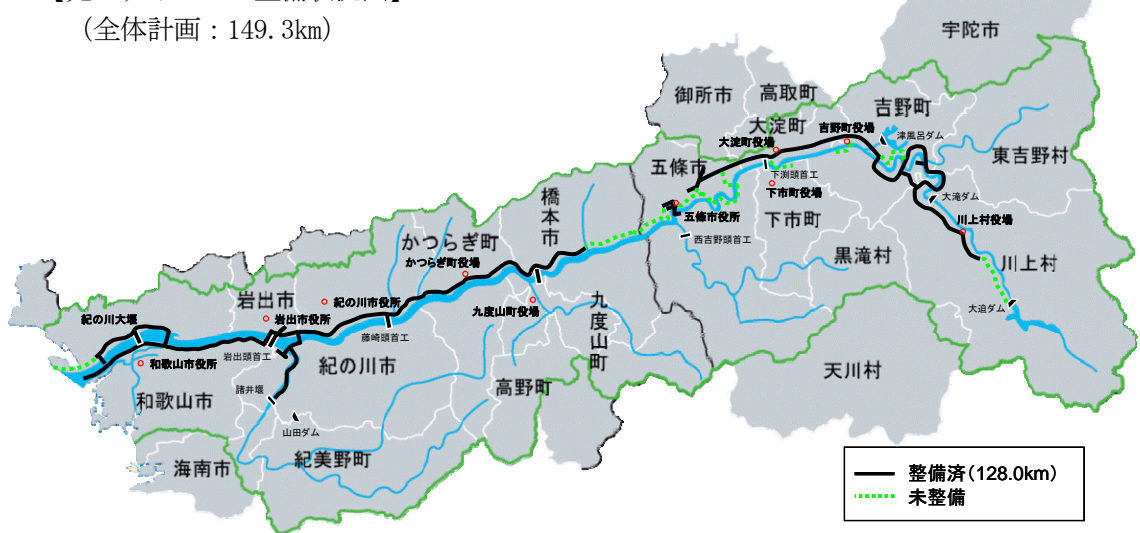 (全体計画：149.3km)
宇陀市
御所市
高取町
吉野町
大淀町
吉野町役場
津風呂ダム
大淀町役場
東吉野村
五條市
下渕頭首工
下市町役場
大滝ダム
橋本市
五條市役所
下市町
川上村役場
かつらぎ町
西吉野頭首工
黒滝村
川上村
かつらぎ町役場
岩出市
紀の川市役所
九度山町役場
九度山町
大迫ダム
紀の川大堰
岩出市役所
藤崎頭首工
岩出頭首工
和歌山市役所
紀の川市
天川村
諸井堰
高野町
和歌山市
山田ダム
海南市
紀美野町
整備済(128.0km)
未整備